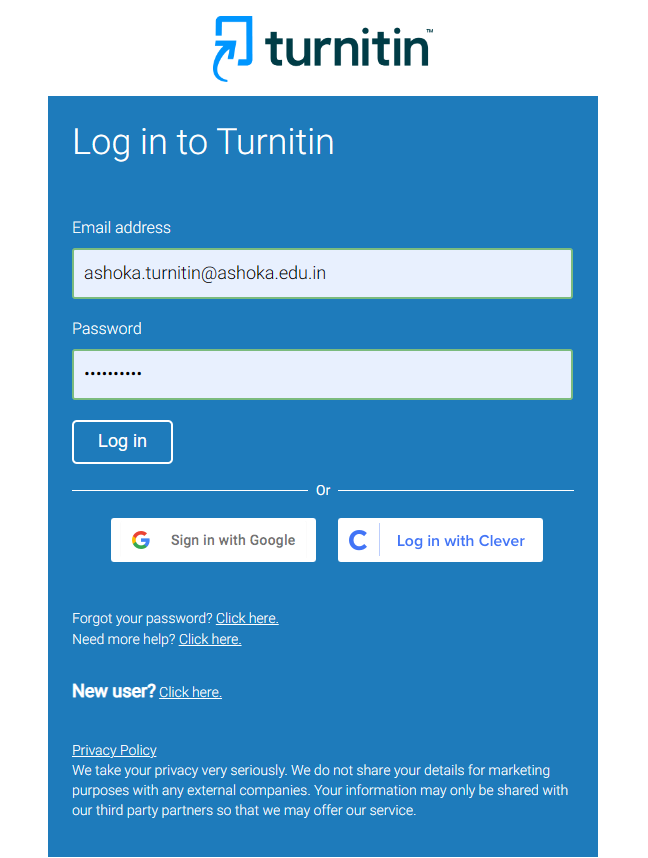 turnitin™
Log in to Turnitin
Email address
ashoka.turnitin@ashoka.edu.in
Password
••••••••••
Log in
Or
Sign in with Google
Log in with Clever
Forgot your password? Click here.
Need more help? Click here.
New user? Click here.
Privacy Policy
We take your privacy very seriously. We do not share your details for marketing
purposes with any external companies. Your information may only be shared with
our third party partners so that we may offer our service.